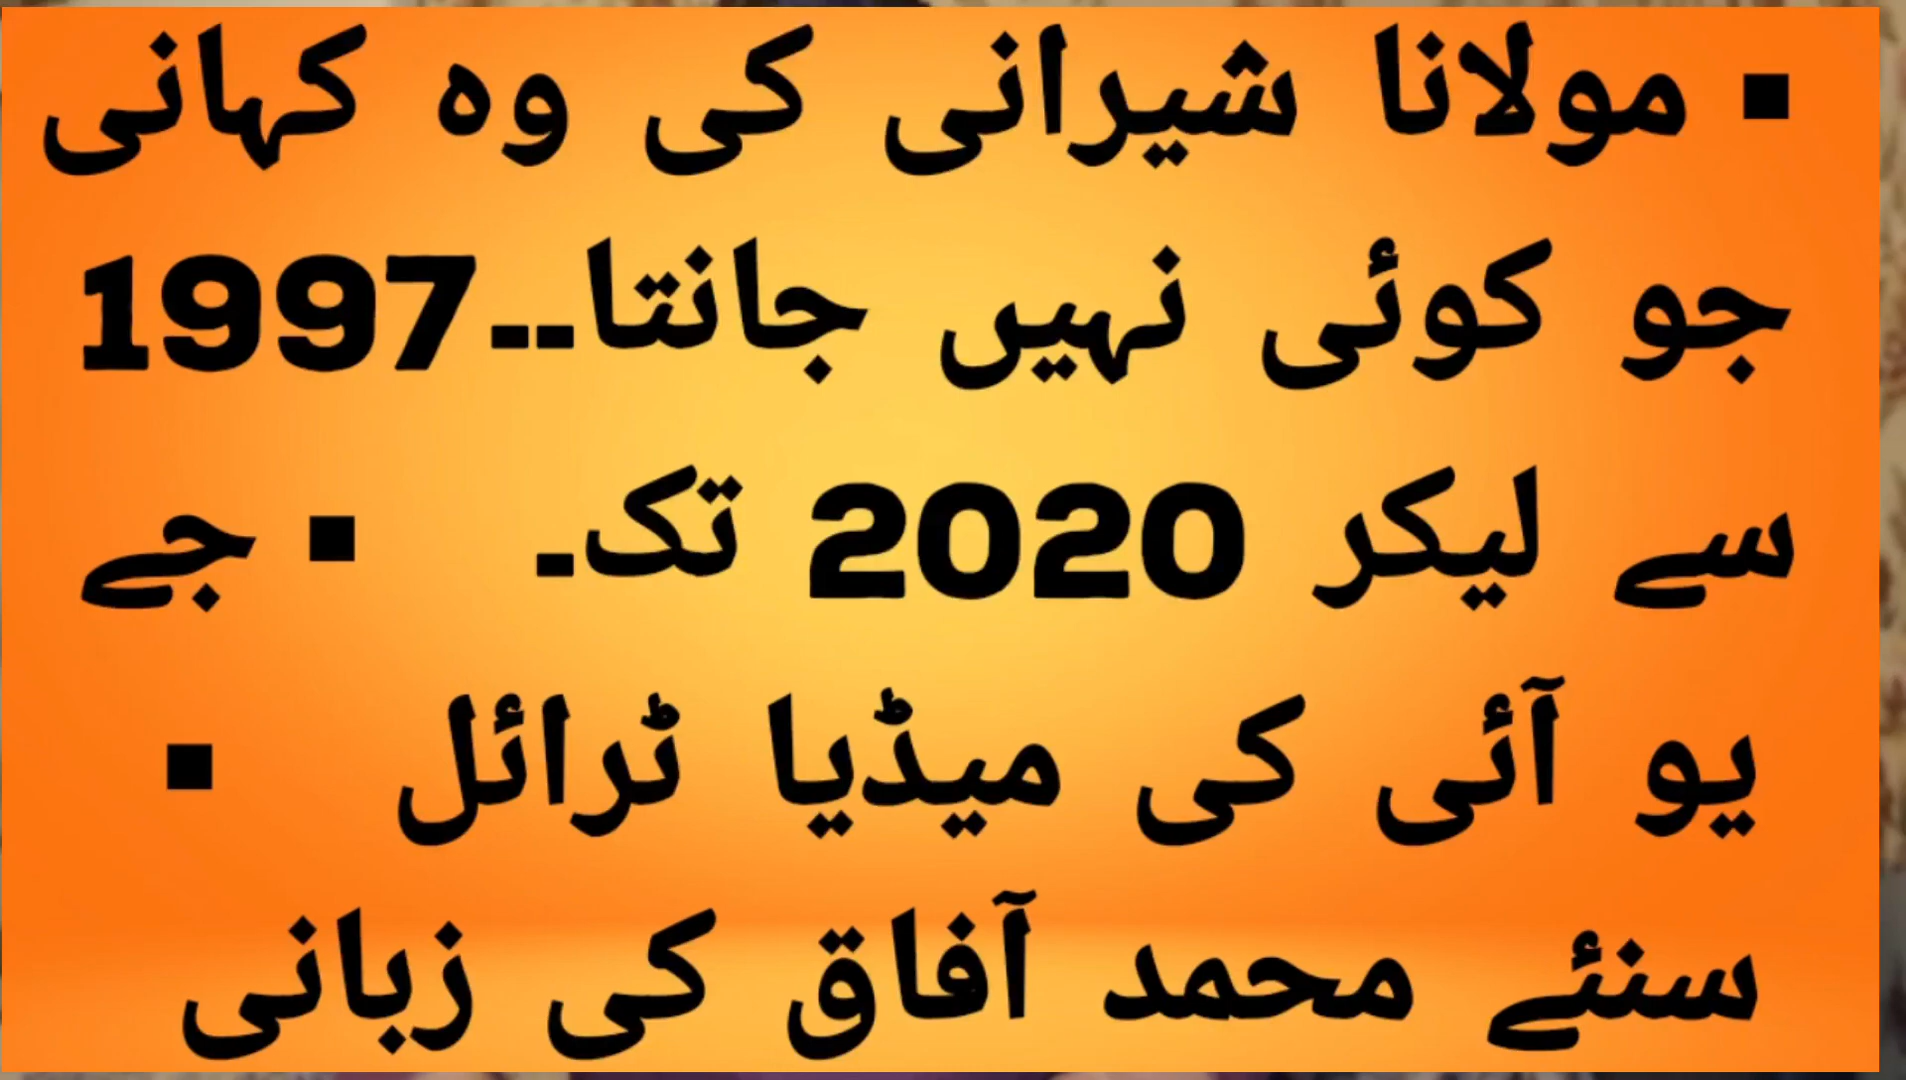 ▪ مولانا شیرانی کی وہ کہانی
جو کوئی نہیں جانتا۔۔1997
سے لیکر 2020 تک۔ ▪ جے
یو آئی کی میڈیا ٹرائل ▪
سنئے محمد آفاق کی زبانی